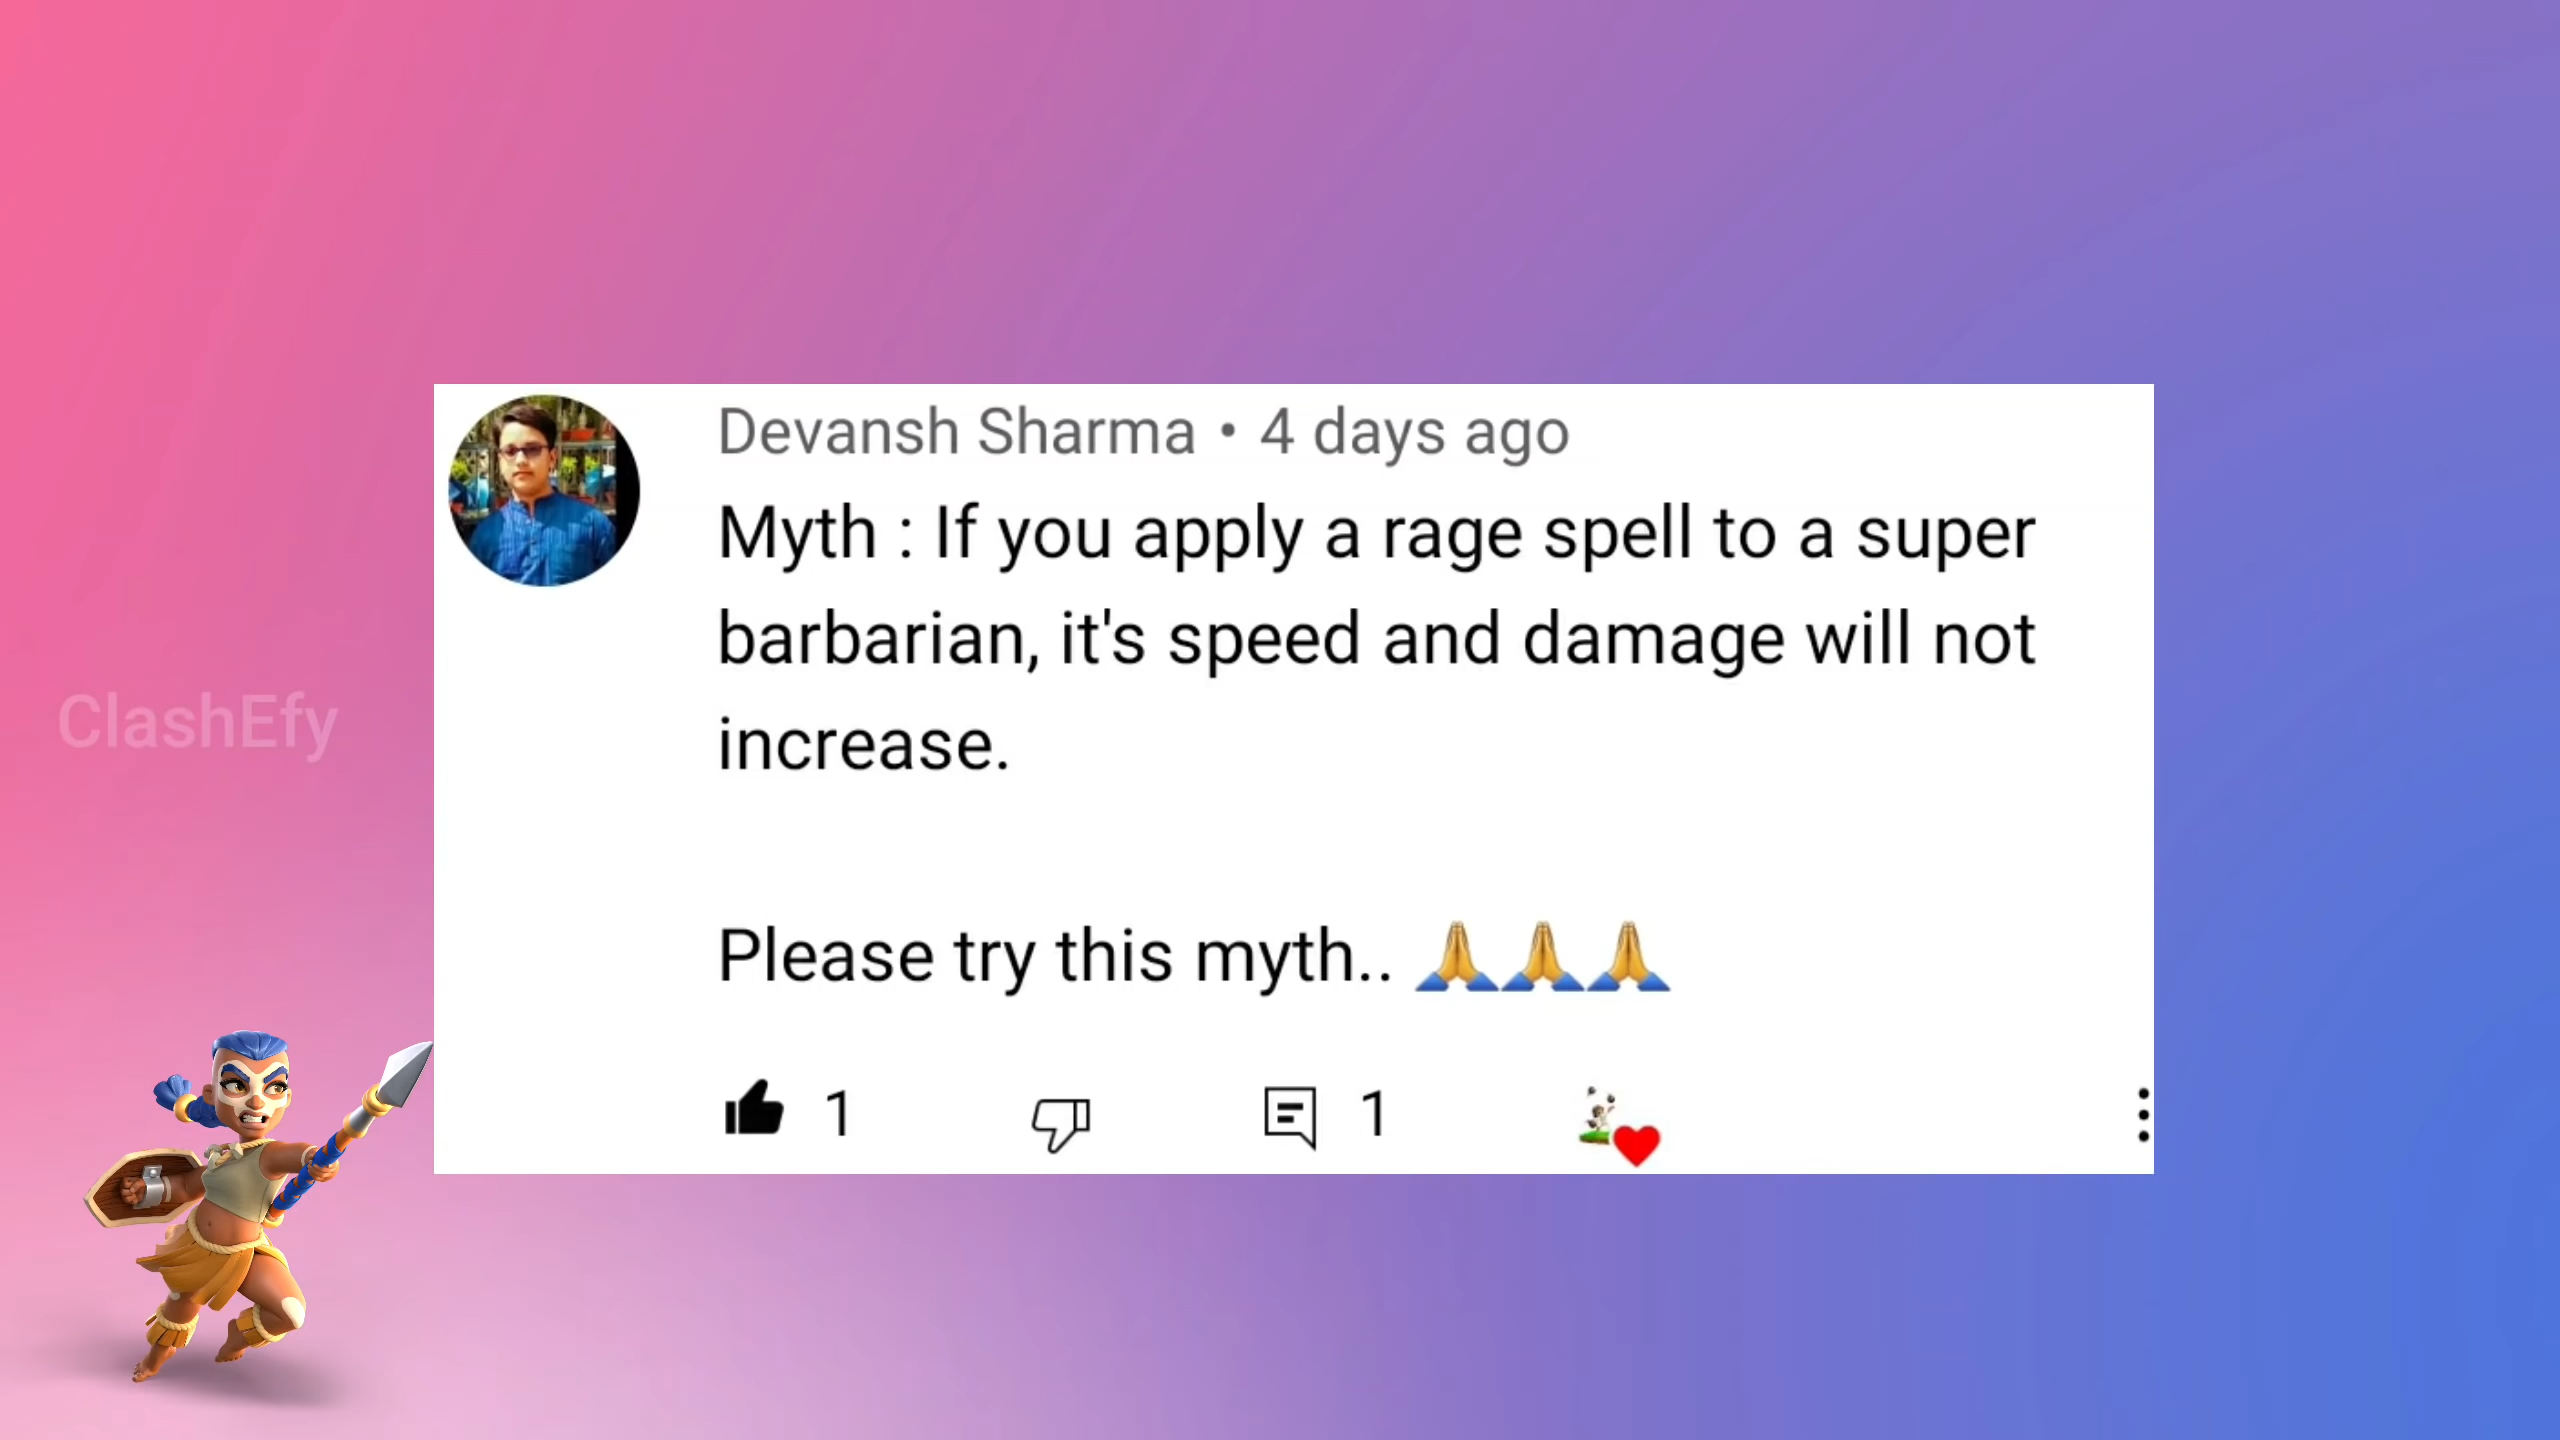 Devansh Sharma • 4 days ago
Myth : If you apply a rage spell to a super
barbarian, it's speed and damage will not
increase.
ClashEfy
Please try this myth.. 🙏🙏🙏
1
1